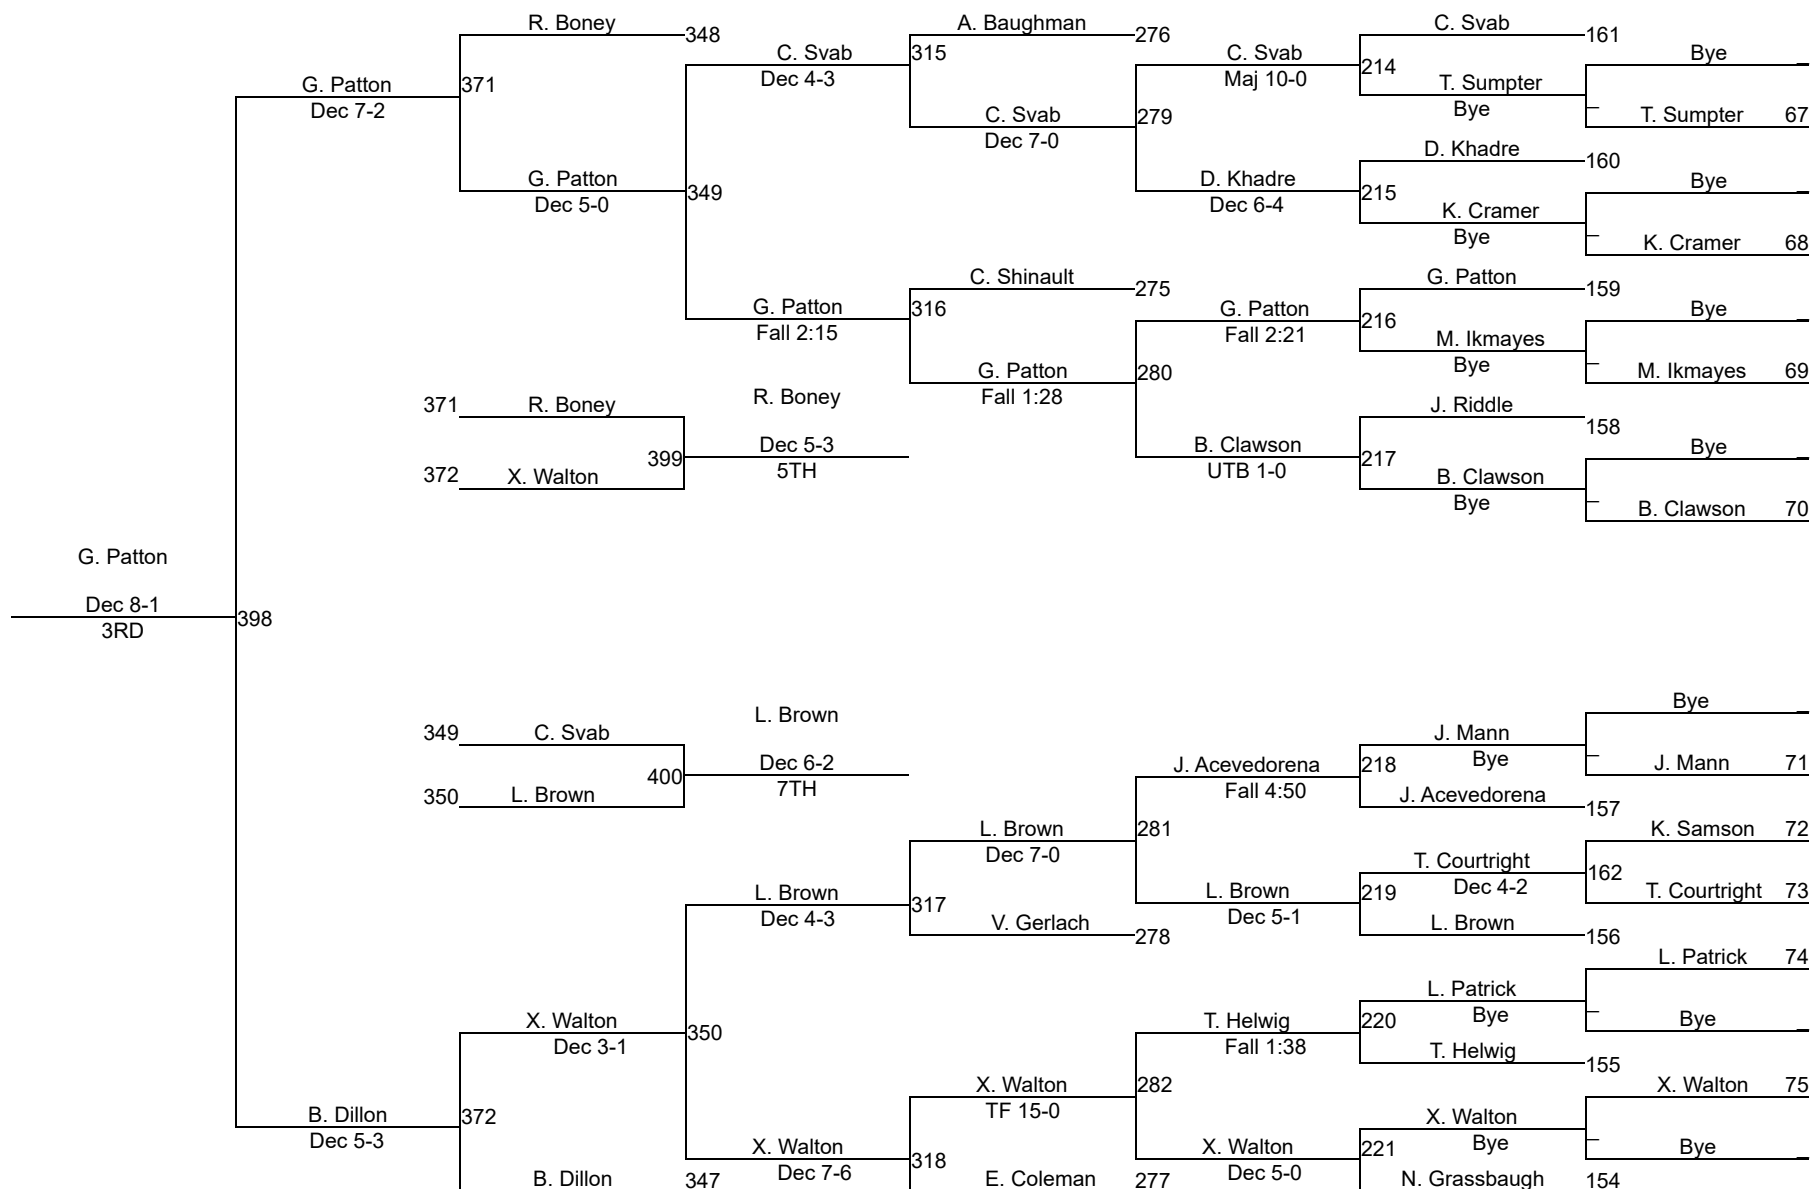 R. Boney
348
A. Baughman
276
C. Svab
161
C. Svab
Dec 4-3
315
C. Svab
Maj 10-0
214
Bye
G. Patton
Dec 7-2
371
T. Sumpter
Bye
C. Svab
Dec 7-0
279
T. Sumpter 67
D. Khadre
160
G. Patton
Dec 5-0
349
D. Khadre
Dec 6-4
215
Bye
K. Cramer
Bye
K. Cramer 68
C. Shinault
275
G. Patton
159
G. Patton
Fall 2:15
316
G. Patton
Fall 2:21
216
Bye
M. Ikmayes
Bye
G. Patton
Fall 1:28
280
M. Ikmayes 69
371 R. Boney
R. Boney
J. Riddle
158
399
Dec 5-3
5TH
B. Clawson
UTB 1-0
217
Bye
372 X. Walton
B. Clawson
Bye
B. Clawson 70
G. Patton
Dec 8-1
3RD
398
Bye
349 C. Svab
L. Brown
J. Mann
Bye
400
Dec 6-2
7TH
J. Acevedorena
Fall 4:50
218
J. Mann 71
350 L. Brown
J. Acevedorena
157
L. Brown
Dec 7-0
281
K. Samson 72
T. Courtright
Dec 4-2
162
L. Brown
Dec 4-3
317
L. Brown
Dec 5-1
219
T. Courtright 73
V. Gerlach
278
L. Brown
156
L. Patrick 74
L. Patrick
Bye
X. Walton
Dec 3-1
350
T. Helwig
Fall 1:38
220
Bye
T. Helwig
155
X. Walton
TF 15-0
282
X. Walton 75
B. Dillon
Dec 5-3
372
X. Walton
Bye
X. Walton
Dec 7-6
318
X. Walton
Dec 5-0
221
Bye
B. Dillon
347
E. Coleman
277
N. Grassbaugh
154